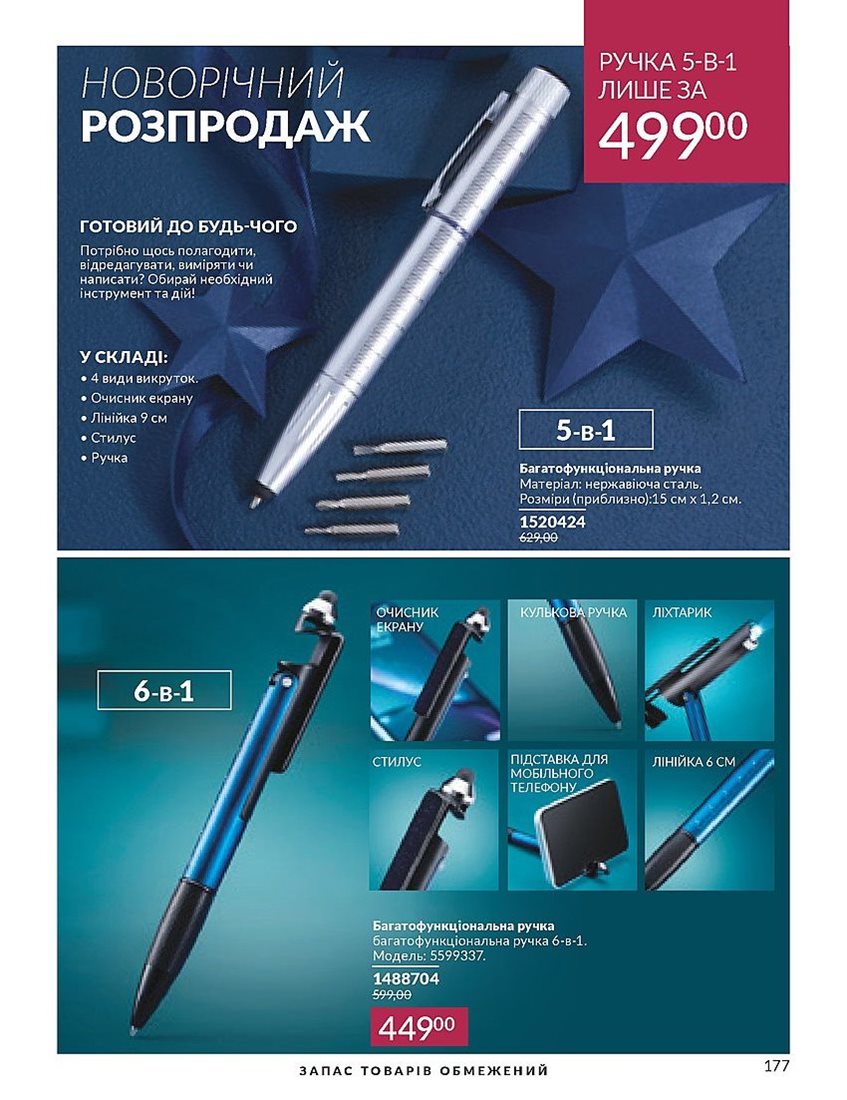 РУЧКА 5-В-1
ЛИШЕ ЗА
499⁰⁰
НОВОРІЧНИЙ
РОЗПРОДАЖ
ГОТОВИЙ ДО БУДЬ-ЧОГО
Потрібно щось полагодити,
відредагувати, виміряти чи
написати? Обирай необхідний
інструмент та дій!
У СКЛАДІ:
• 4 види викруток.
• Очисник екрану
• Лінійка 9 см
• Стилус
• Ручка
5-в-1
Багатофункціональна ручка
Матеріал: нержавіюча сталь.
Розміри (приблизно):15 см х 1,2 см.
1520424
629,00
6-в-1
ОЧИСНИК
ЕКРАНУ
КУЛЬКОВА РУЧКА
ЛІХТАРИК
СТИЛУС
ПІДСТАВКА ДЛЯ
МОБІЛЬНОГО
ТЕЛЕФОНУ
ЛІНІЙКА 6 СМ
Багатофункціональна ручка
багатофункціональна ручка 6-в-1.
Модель: 5599337.
1488704
599,00
449⁰⁰
ЗАПАС ТОВАРІВ ОБМЕЖЕНИЙ
177